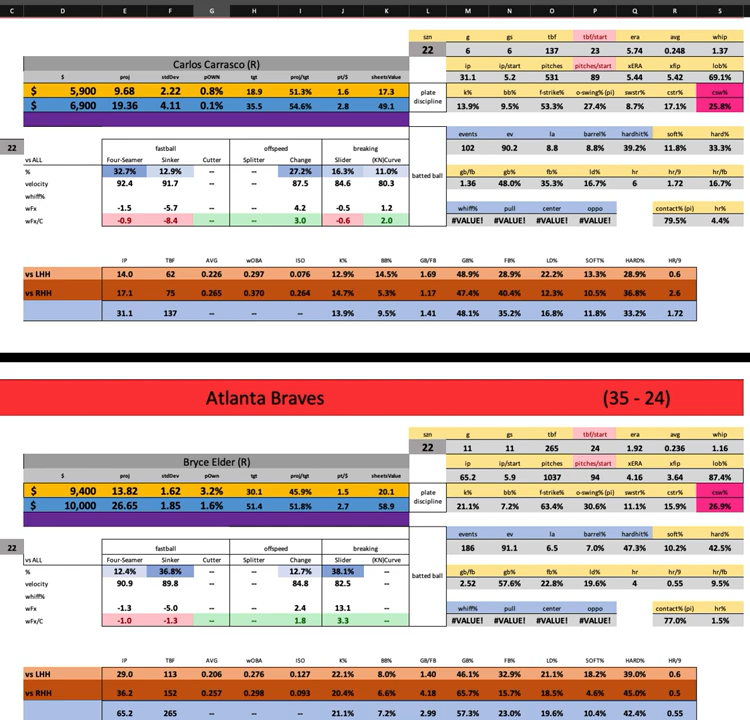 C D E F G H I J K L M N O P Q R S
szn g gs tbf tbf/start era avg whip
22 6 6 137 23 5.74 0.248 1.37
Carlos Carrasco (R) ip ip/start pitches pitches/start xERA xfip lob%
31.1 5.2 531 89 5.44 5.42 69.1%
$ proj stdDev pOWN tgt proj/tgt pt/$ sheetsValue
$ 5,900 9.68 2.22 0.8% 18.9 51.3% 1.6 17.3 plate discipline k% bb% f-strike% o-swing% (pi) swstr% cstr% csw%
$ 6,900 19.36 4.11 0.1% 35.5 54.6% 2.8 49.1 13.9% 9.5% 53.3% 27.4% 8.7% 17.1% 25.8%
events ev la barrel% hardhit% soft% hard%
22 fastball offspeed breaking 102 90.2 8.8 8.8% 39.2% 11.8% 33.3%
vs ALL Four-Seamer Sinker Cutter Splitter Change Slider (KN)Curve
% 32.7% 12.9% -- -- 27.2% 16.3% 11.0% batted ball gb/fb gb% fb% ld% hr hr/9 hr/fb
velocity 92.4 91.7 -- -- 87.5 84.6 80.3 1.36 48.0% 35.3% 16.7% 6 1.72 16.7%
whiff%
wFx -1.5 -5.7 -- -- 4.2 -0.5 1.2 whiff% pull center oppo contact% (pi) hr%
wFx/C -0.9 -8.4 -- -- 3.0 -0.6 2.0 #VALUE! #VALUE! #VALUE! #VALUE! 79.5% 4.4%
IP TBF AVG wOBA ISO K% BB% GB/FB GB% FB% LD% SOFT% HARD% HR/9
vs LHH 14.0 62 0.226 0.297 0.076 12.9% 14.5% 1.69 48.9% 28.9% 22.2% 13.3% 28.9% 0.6
vs RHH 17.1 75 0.265 0.370 0.264 14.7% 5.3% 1.17 47.4% 40.4% 12.3% 10.5% 36.8% 2.6
31.1 137 -- -- -- 13.9% 9.5% 1.41 48.1% 35.2% 16.8% 11.8% 33.2% 1.72
Atlanta Braves (35 - 24)
szn g gs tbf tbf/start era avg whip
22 11 11 265 24 1.92 0.236 1.16
Bryce Elder (R) ip ip/start pitches pitches/start xERA xfip lob%
65.2 5.9 1037 94 4.16 3.64 87.4%
$ proj stdDev pOwn tgt proj/tgt pt/$ sheetsValue
$ 9,400 13.82 1.62 3.2% 30.1 45.9% 1.5 20.1 plate discipline k% bb% f-strike% o-swing% (pi) swstr% cstr% csw%
$ 10,000 26.65 1.85 1.6% 51.4 51.8% 2.7 58.9 21.1% 7.2% 63.4% 30.6% 11.1% 15.9% 26.9%
events ev la barrel% hardhit% soft% hard%
22 fastball offspeed breaking 186 91.1 6.5 7.0% 47.3% 10.2% 42.5%
vs ALL Four-Seamer Sinker Cutter Splitter Change Slider (KN)Curve
% 12.4% 36.8% -- -- 12.7% 38.1% -- batted ball gb/fb gb% fb% ld% hr hr/9 hr/fb
velocity 90.9 89.8 -- -- 84.8 82.5 -- 2.52 57.6% 22.8% 19.6% 4 0.55 9.5%
whiff%
wFx -1.3 -5.0 -- -- 2.4 13.1 -- whiff% pull center oppo contact% (pi) hr%
wFx/C -1.0 -1.3 -- -- 1.8 3.3 -- #VALUE! #VALUE! #VALUE! #VALUE! 77.0% 1.5%
IP TBF AVG wOBA ISO K% BB% GB/FB GB% FB% LD% SOFT% HARD% HR/9
vs LHH 29.0 113 0.206 0.276 0.127 22.1% 8.0% 1.40 46.1% 32.9% 21.1% 18.2% 39.0% 0.6
vs RHH 36.2 152 0.257 0.298 0.093 20.4% 6.6% 4.18 65.7% 15.7% 18.5% 4.6% 45.0% 0.5
65.2 265 -- -- -- 21.1% 7.2% 2.99 57.3% 23.0% 19.6% 10.4% 42.4% 0.55